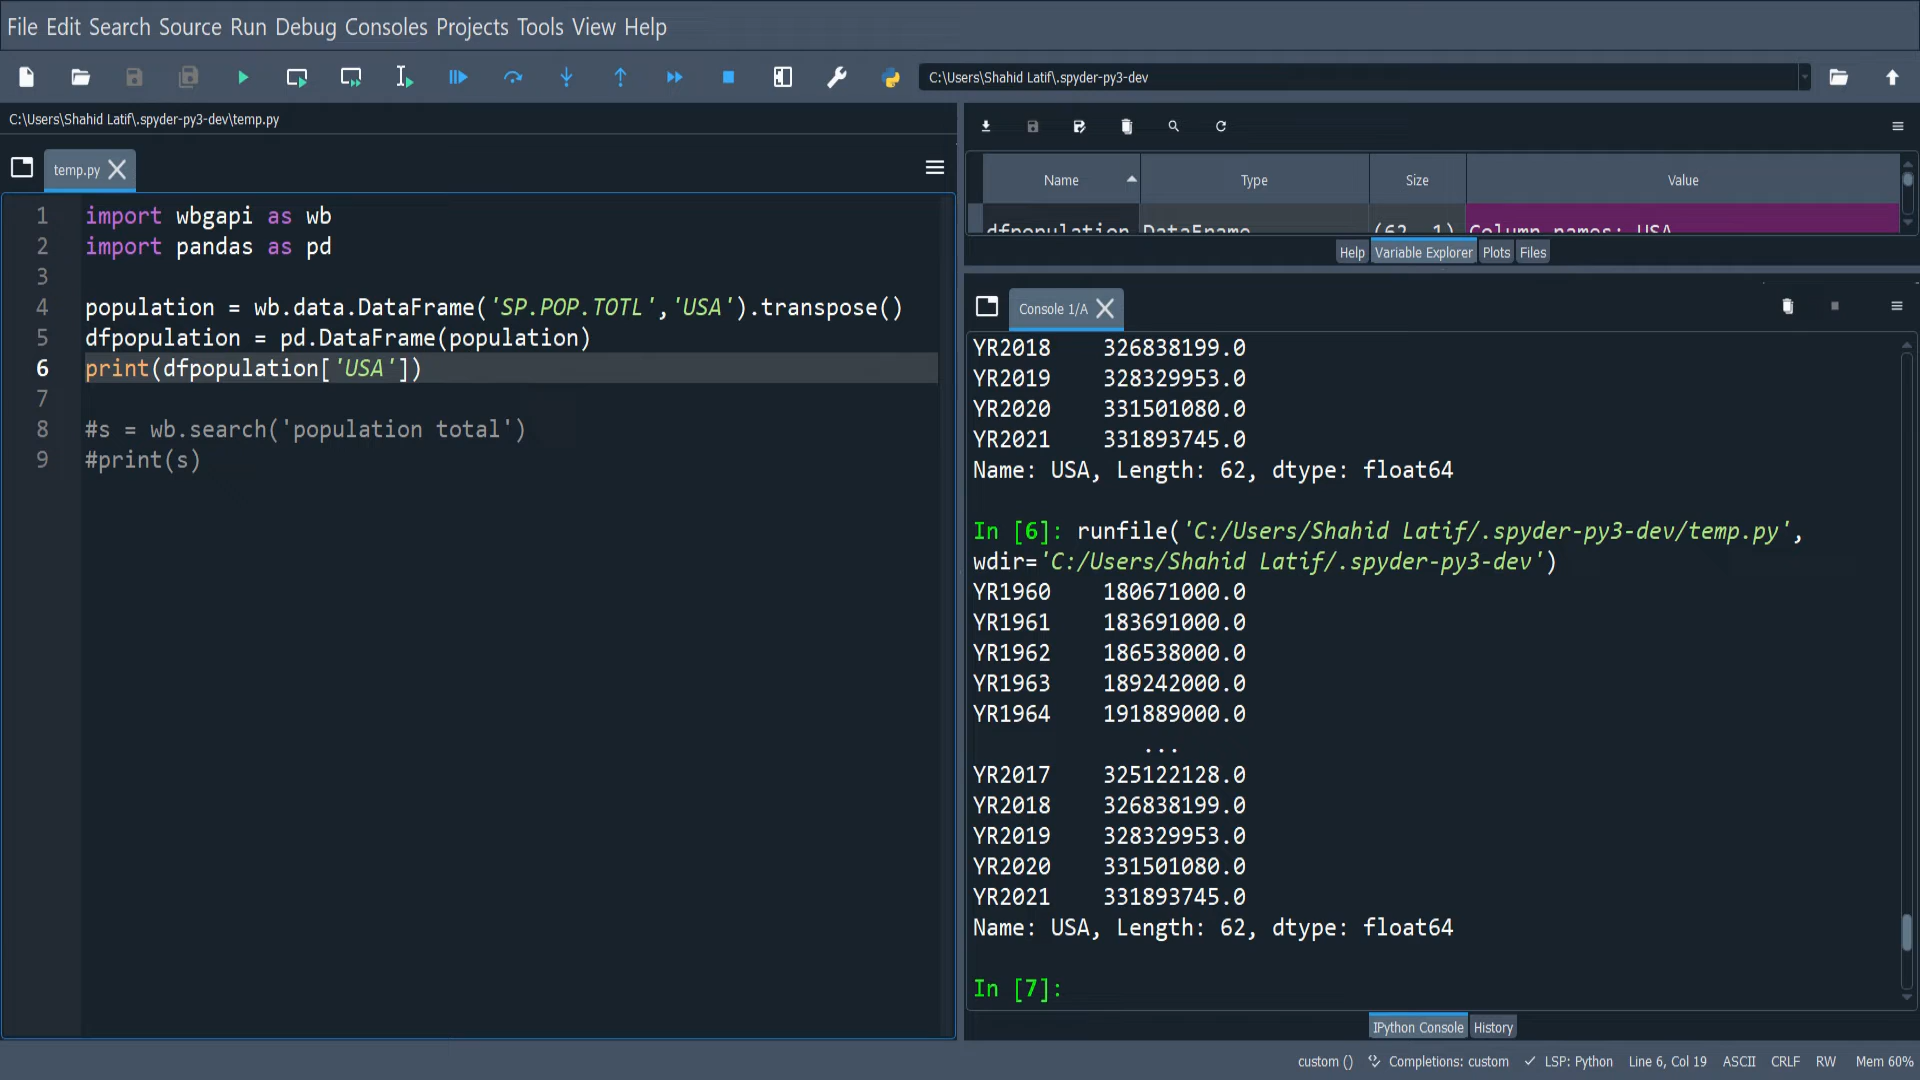 File Edit Search Source Run Debug Consoles Projects Tools View Help
C:\Users\Shahid Latif\.spyder-py3-dev
C:\Users\Shahid Latif\.spyder-py3-dev\temp.py
temp.py
1 import wbgapi as wb
2 import pandas as pd
3
4 population = wb.data.DataFrame('SP.POP.TOTL','USA').transpose()
5 dfpopulation = pd.DataFrame(population)
6 print(dfpopulation['USA'])
7
8 #s = wb.search('population total')
9 #print(s)
Name Type Size Value
dfpopulation DataFrame (62, 1) Column names: USA
Help Variable Explorer Plots Files
Console 1/A
YR2018 326838199.0
YR2019 328329953.0
YR2020 331501080.0
YR2021 331893745.0
Name: USA, Length: 62, dtype: float64
In [6]: runfile('C:/Users/Shahid Latif/.spyder-py3-dev/temp.py',
wdir='C:/Users/Shahid Latif/.spyder-py3-dev')
YR1960 180671000.0
YR1961 183691000.0
YR1962 186538000.0
YR1963 189242000.0
YR1964 191889000.0
...
YR2017 325122128.0
YR2018 326838199.0
YR2019 328329953.0
YR2020 331501080.0
YR2021 331893745.0
Name: USA, Length: 62, dtype: float64
In [7]:
IPython Console History
custom () Completions: custom LSP: Python Line 6, Col 19 ASCII CRLF RW Mem 60%